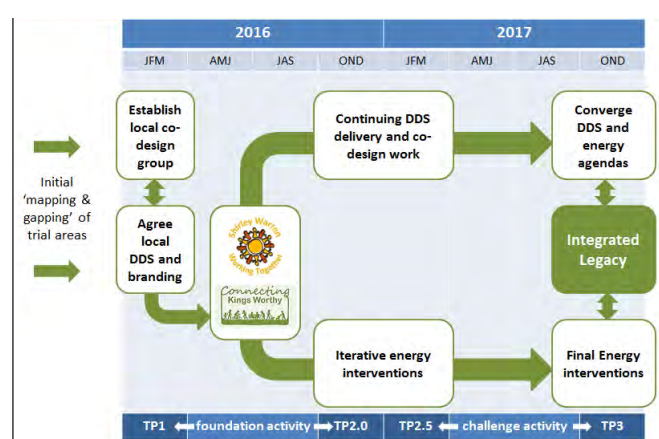 2016
2017
JFM
AMJ
JAS
OND
JFM
AMJ
JAS
OND
Initial
'mapping &
gapping' of
trial areas
Establish
local co-
design
group
Agree
local
DDS and
branding
Shirley Warren
Working Together
Connecting
Kings Worthy
Continuing DDS
delivery and co-
design work
Iterative energy
interventions
Converge
DDS and
energy
agendas
Integrated
Legacy
Final Energy
interventions
TP1
foundation activity
TP2.0
TP2.5
challenge activity
TP3